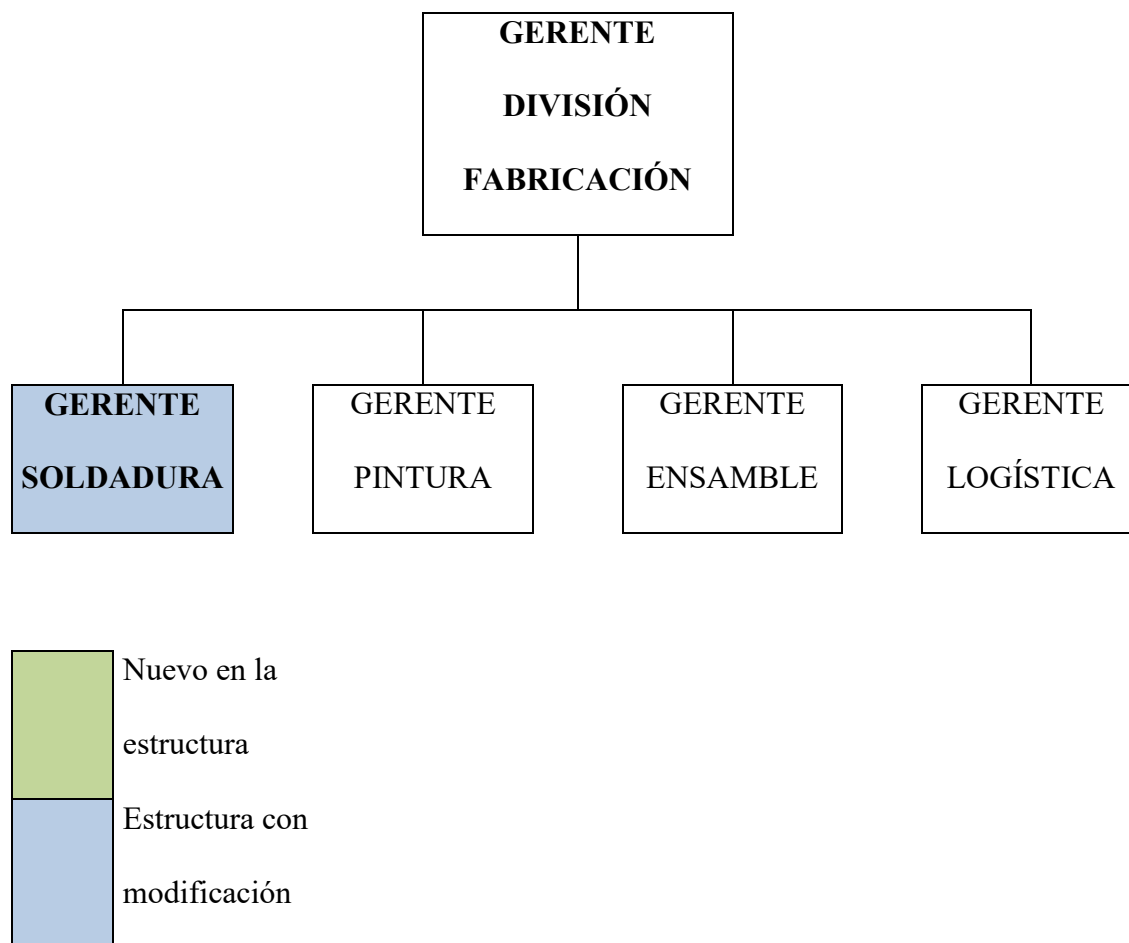 GERENTE
DIVISIÓN
FABRICACIÓN
GERENTE
SOLDADURA
GERENTE
PINTURA
GERENTE
ENSAMBLE
GERENTE
LOGÍSTICA
Nuevo en la
estructura
Estructura con
modificación